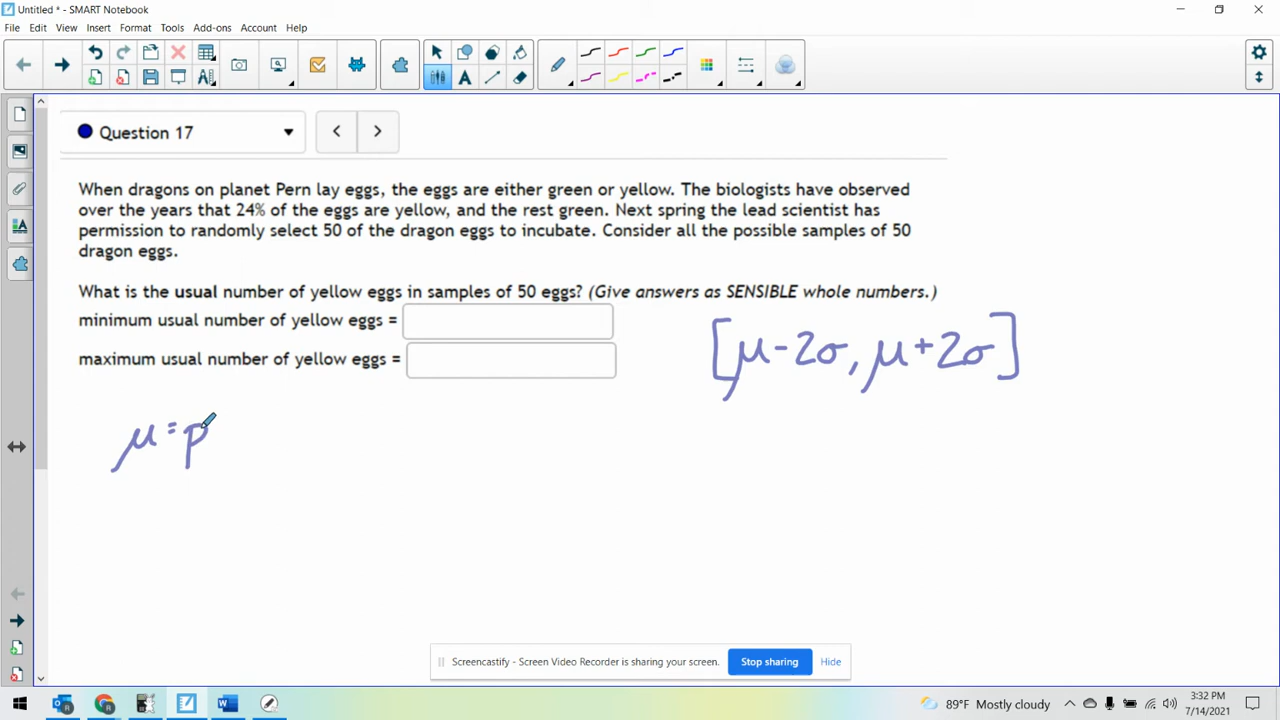 Untitled * - SMART Notebook
File Edit View Insert Format Tools Add-ons Account Help
Question 17
When dragons on planet Pern lay eggs, the eggs are either green or yellow. The biologists have observed
over the years that 24% of the eggs are yellow, and the rest green. Next spring the lead scientist has
permission to randomly select 50 of the dragon eggs to incubate. Consider all the possible samples of 50
dragon eggs.
What is the usual number of yellow eggs in samples of 50 eggs? (Give answers as SENSIBLE whole numbers.)
minimum usual number of yellow eggs =
maximum usual number of yellow eggs =
[μ-2σ, μ+2σ]
μ=p
Screencastify - Screen Video Recorder is sharing your screen. Stop sharing Hide
89°F Mostly cloudy
3:32 PM
7/14/2021